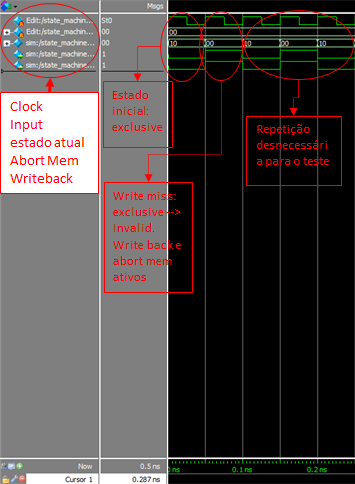 Msgs
Edit:/state_machin...
St0
Edit:/state_machin...
00
00
sim:/state_machine...
00
10
00
10
00
10
sim:/state_machine...
1
sim:/state_machine...
1
Clock
Input
estado atual
Abort Mem
Writeback
Estado
inicial:
exclusive
Repetição
desnecessári
a para o teste
Write miss:
exclusive-->
Invalid.
Write back e
abort mem
ativos
Now
0.5 ns
0 ns
0.1 ns
0.2 ns
Cursor 1
0.287 ns